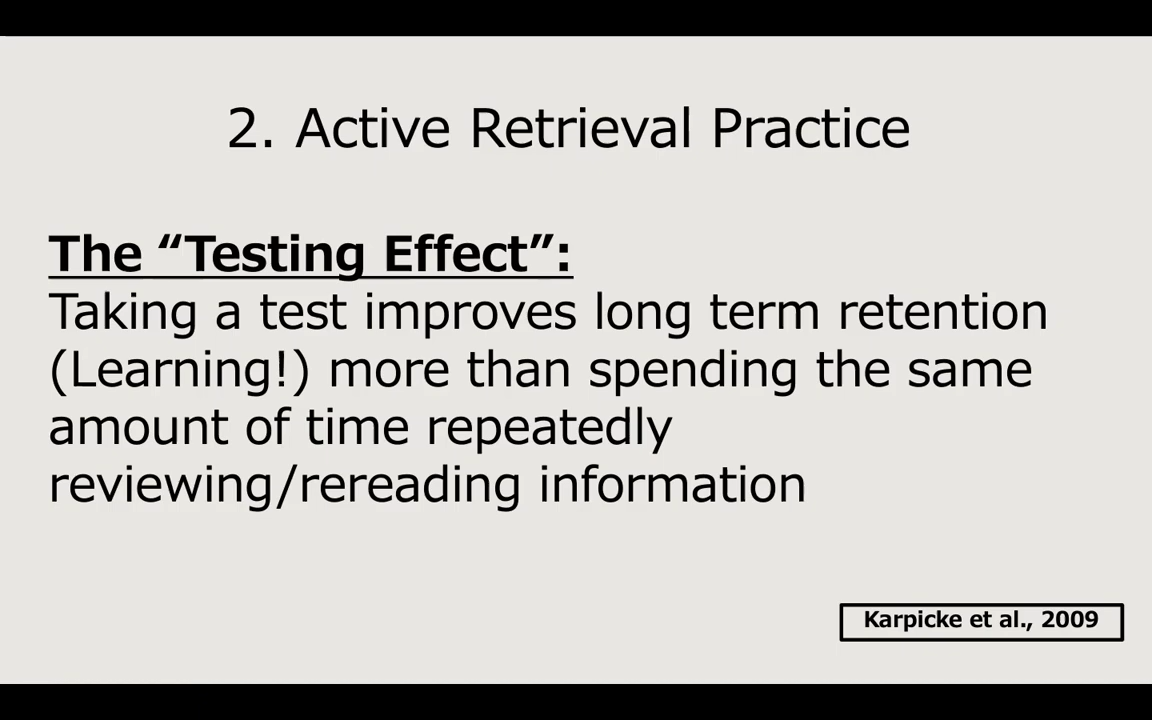 2. Active Retrieval Practice
The “Testing Effect”:
Taking a test improves long term retention
(Learning!) more than spending the same
amount of time repeatedly
reviewing/rereading information
Karpicke et al., 2009